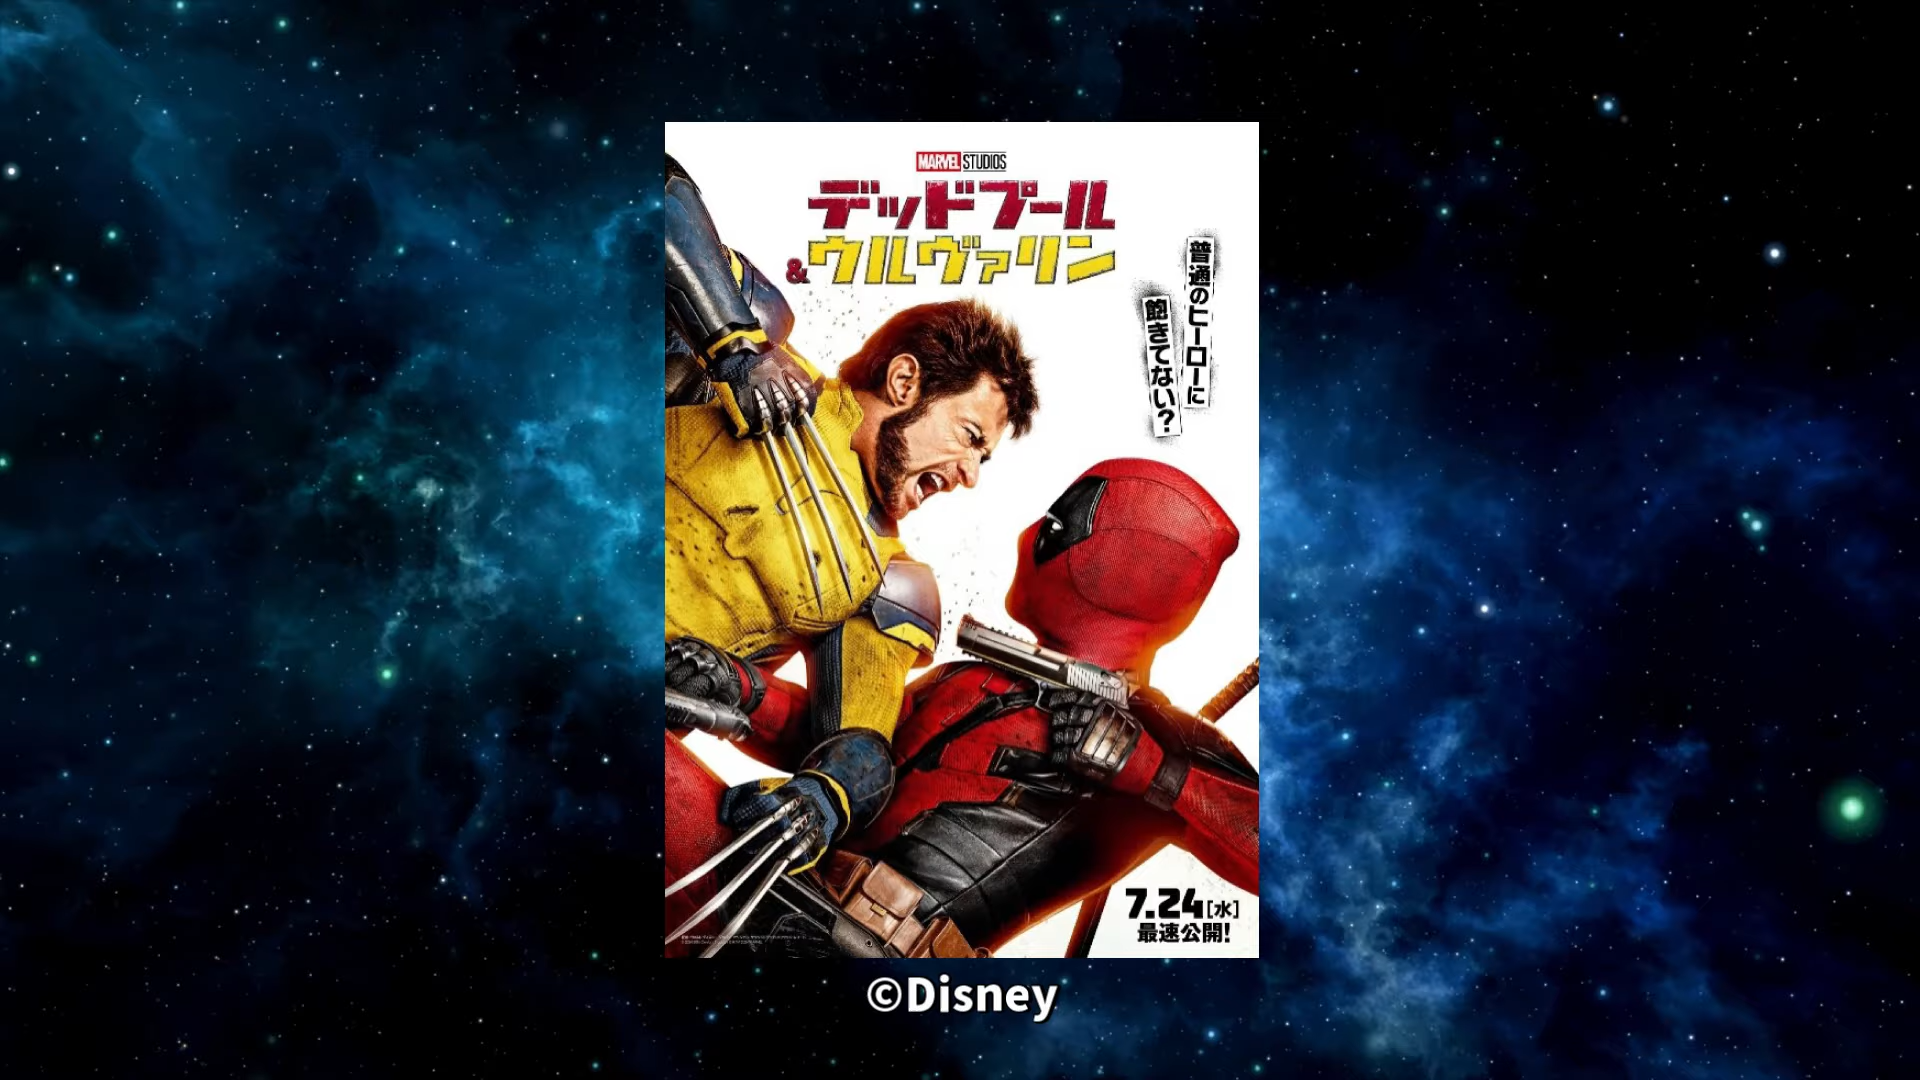 MARVEL STUDIOS
デッドプール
&ウルヴァリン
普通のヒーローに
飽きてない?
7.24[水]
最速公開!
©Disney